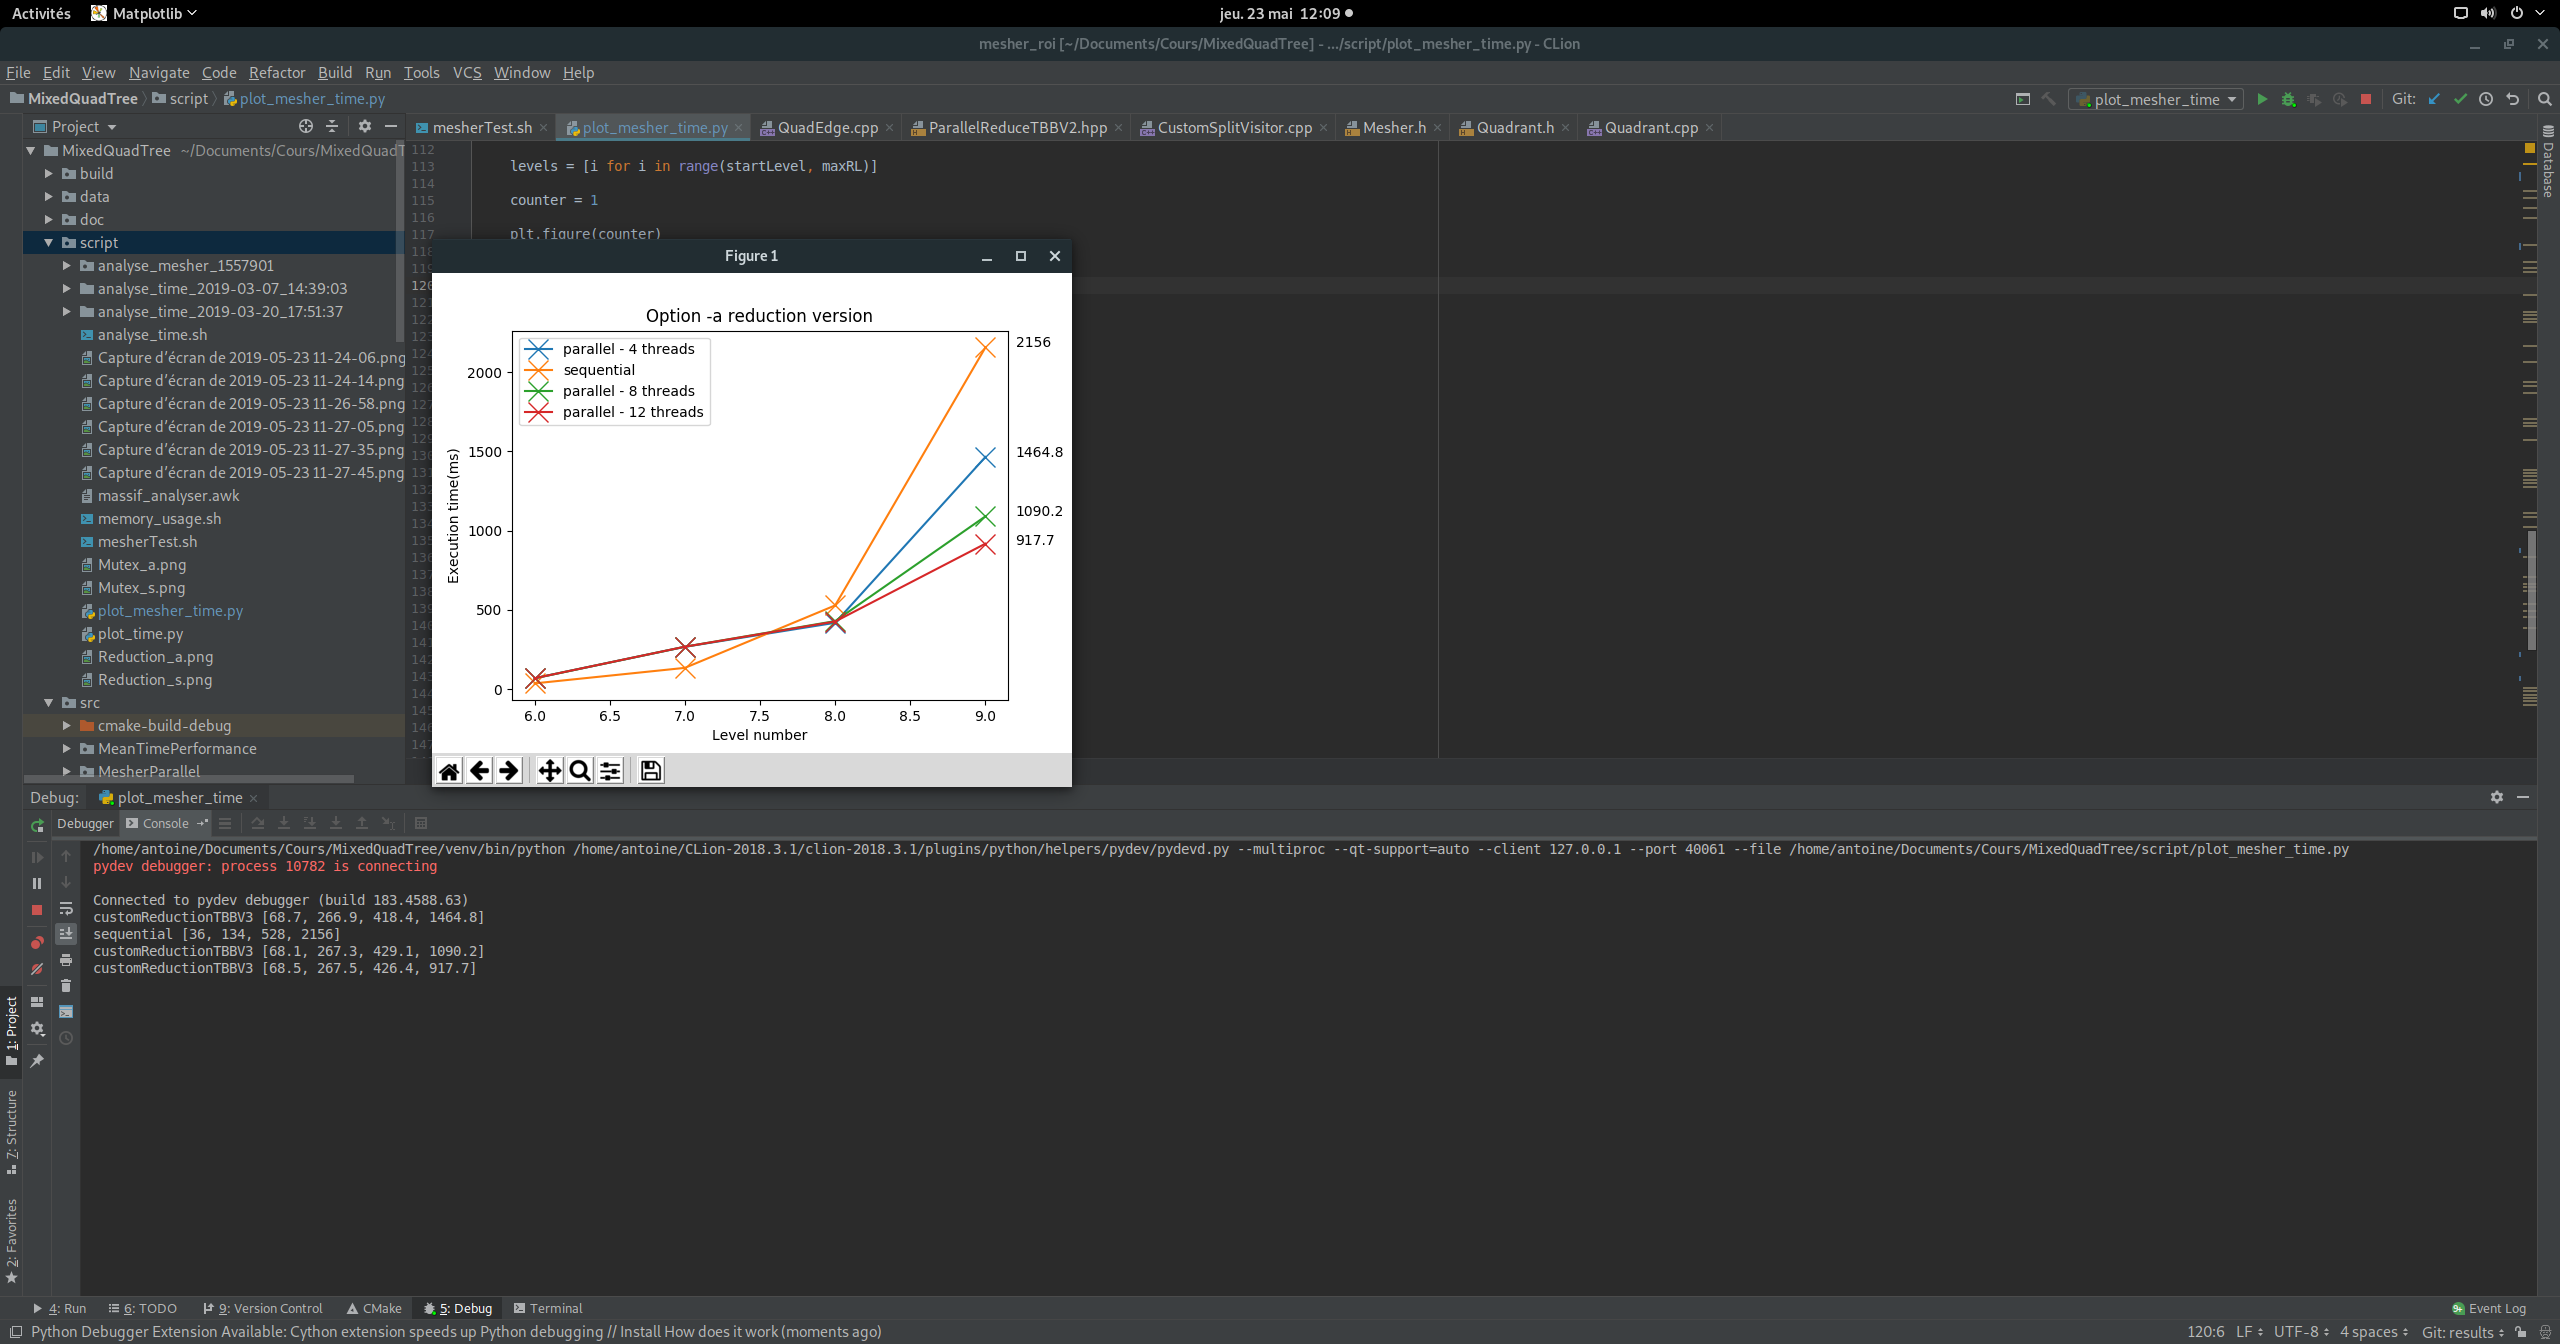 Activités
Matplotlib
jeu. 23 mai 12:09
mesher_roi [~/Documents/Cours/MixedQuadTree] - .../script/plot_mesher_time.py - CLion
File Edit View Navigate Code Refactor Build Run Tools VCS Window Help
MixedQuadTree script plot_mesher_time.py
plot_mesher_time
Git:
Project
mesherTest.sh
plot_mesher_time.py
QuadEdge.cpp
ParallelReduceTBBV2.hpp
CustomSplitVisitor.cpp
Mesher.h
Quadrant.h
Quadrant.cpp
Database
MixedQuadTree ~/Documents/Cours/MixedQuadT
build
data
doc
script
analyse_mesher_1557901
analyse_time_2019-03-07_14:39:03
analyse_time_2019-03-20_17:51:37
analyse_time.sh
Capture d’écran de 2019-05-23 11-24-06.png
Capture d’écran de 2019-05-23 11-24-14.png
Capture d’écran de 2019-05-23 11-26-58.png
Capture d’écran de 2019-05-23 11-27-05.png
Capture d’écran de 2019-05-23 11-27-35.png
Capture d’écran de 2019-05-23 11-27-45.png
massif_analyser.awk
memory_usage.sh
mesherTest.sh
Mutex_a.png
Mutex_s.png
plot_mesher_time.py
plot_time.py
Reduction_a.png
Reduction_s.png
src
cmake-build-debug
MeanTimePerformance
MesherParallel
112
113 levels = [i for i in range(startLevel, maxRL)]
114
115 counter = 1
116
117 plt.figure(counter)
Figure 1
Option -a reduction version
parallel - 4 threads
sequential
parallel - 8 threads
parallel - 12 threads
2156
1464.8
1090.2
917.7
2000
1500
1000
500
0
Execution time(ms)
6.0 6.5 7.0 7.5 8.0 8.5 9.0
Level number
Debug: plot_mesher_time
Debugger Console
/home/antoine/Documents/Cours/MixedQuadTree/venv/bin/python /home/antoine/CLion-2018.3.1/clion-2018.3.1/plugins/python/helpers/pydev/pydevd.py --multiproc --qt-support=auto --client 127.0.0.1 --port 40061 --file /home/antoine/Documents/Cours/MixedQuadTree/script/plot_mesher_time.py
pydev debugger: process 10782 is connecting
Connected to pydev debugger (build 183.4588.63)
customReductionTBBV3 [68.7, 266.9, 418.4, 1464.8]
sequential [36, 134, 528, 2156]
customReductionTBBV3 [68.1, 267.3, 429.1, 1090.2]
customReductionTBBV3 [68.5, 267.5, 426.4, 917.7]
1: Project
7: Structure
2: Favorites
4: Run 6: TODO 9: Version Control CMake 5: Debug Terminal
9+ Event Log
Python Debugger Extension Available: Cython extension speeds up Python debugging // Install How does it work (moments ago)
120:6 LF UTF-8 4 spaces Git: results